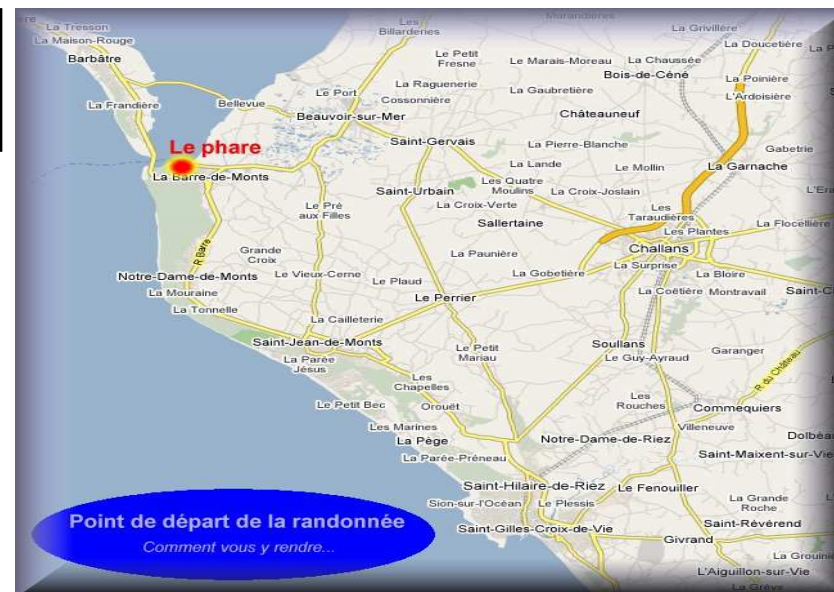 Les
Billarderies
La Grivillère
La Tresson
La Maison-Rouge
Barbâtre
La Doucetière
Le Petit
Fresne
Le Marais-Moreau
La Chaussée
Bois-de-Céné
La Poinière
L'Ardoisière
La Raguenerie
La Gaubretière
Le Port
Cossonnière
La Frandière
Bellevue
Beauvoir-sur-Mer
Châteauneuf
Saint-Gervais
La Pierre-Blanche
Gabetrie
Le phare
La Lande
Le Mollin
La Garnache
La Barre-de-Monts
Saint-Urbain
Les Quatre
Moulins
La Croix-Joslain
La Croix-Verte
Le Pré
aux Filles
Les
Taraudières
Sallertaine
Les Plantes
La Flocellière
Challans
R Barre
Grande
Croix
La Paunière
La Surprise
Notre-Dame-de-Monts
Le Vieux-Cerne
Le Plaud
La Gobetière
La Bloire
La Mouraine
Le Perrier
La Coëtière
Montravail
La Tonnelle
La Cailleterie
Saint-Jean-de-Monts
La Parée
Jésus
Le Petit
Mariau
Soullans
Le Guy-Ayraud
Garanger
R du Château
Les
Chapelles
Le Petit Bec
Orouët
Les
Rouches
Commequiers
Les Marines
La Pège
Villeneuve
Notre-Dame-de-Riez
La Parée-Préneau
Saint-Maixent-sur-Vie
Saint-Hilaire-de-Riez
Le Fenouiller
Sion-sur-l'Océan
Le Plessis
La Grande
Roche
Point de départ de la randonnée
Comment vous y rendre...
Saint-Gilles-Croix-de-Vie
Saint-Révérend
Givrand
L'Aiguillon-sur-Vie
La Grève